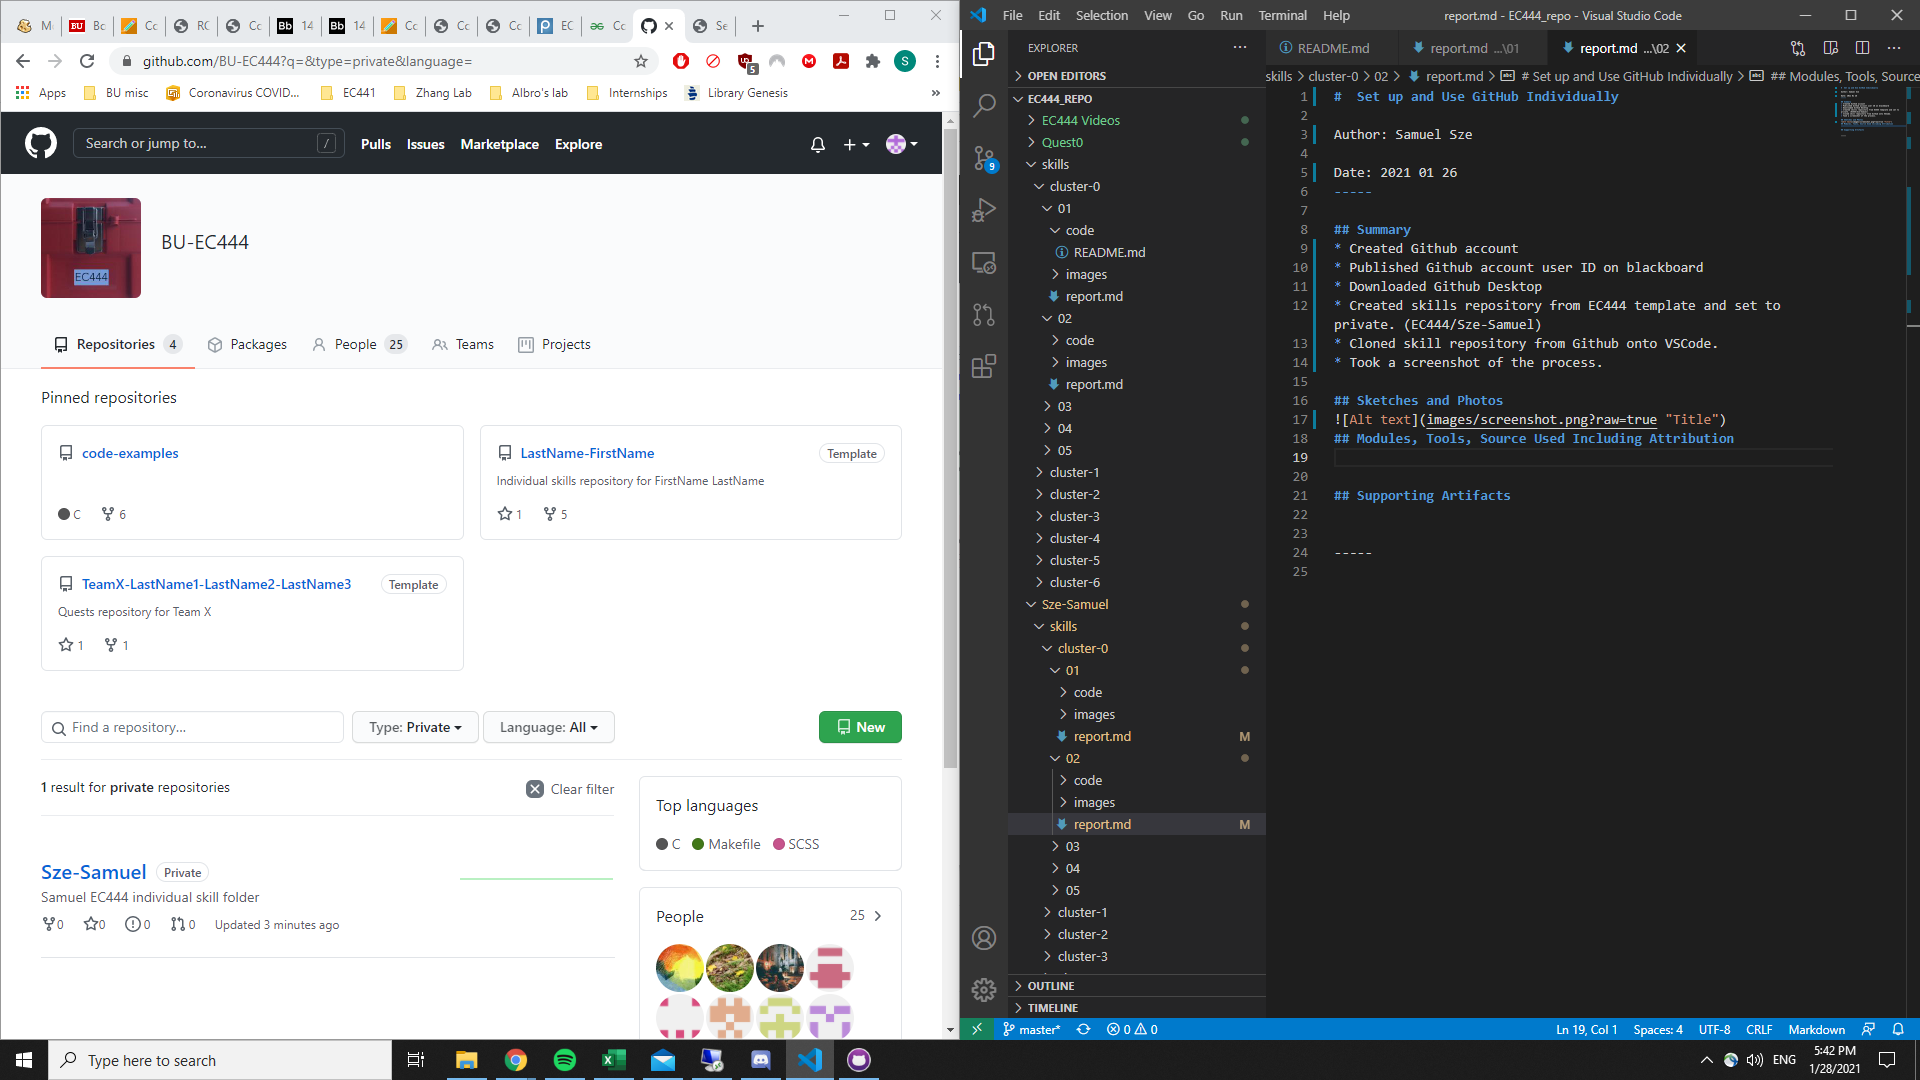 Mc
BU Bc
Cc
RC
Cc
Bb 14
Bb 14
Cc
Cc
Cc
EC
Cc
Se
github.com/BU-EC444?q=&type=private&language=
5
S
Apps
BU misc
Coronavirus COVID...
EC441
Zhang Lab
Albro's lab
Internships
Library Genesis
»
Search or jump to...
/
Pulls
Issues
Marketplace
Explore
EC444
BU-EC444
Repositories 4
Packages
People 25
Teams
Projects
Pinned repositories
code-examples
C 6
LastName-FirstName Template
Individual skills repository for FirstName LastName
1 5
TeamX-LastName1-LastName2-LastName3 Template
Quests repository for Team X
1 1
Find a repository...
Type: Private
Language: All
New
1 result for private repositories
Clear filter
Sze-Samuel Private
Samuel EC444 individual skill folder
0 0 0 0 Updated 3 minutes ago
Top languages
C Makefile SCSS
People 25
File Edit Selection View Go Run Terminal Help
report.md - EC444_repo - Visual Studio Code
9
EXPLORER
OPEN EDITORS
EC444_REPO
EC444 Videos
Quest0
skills
cluster-0
01
code
README.md
images
report.md
02
code
images
report.md
03
04
05
cluster-1
cluster-2
cluster-3
cluster-4
cluster-5
cluster-6
Sze-Samuel
skills
cluster-0
01
code
images
report.md M
02
code
images
report.md M
03
04
05
cluster-1
cluster-2
cluster-3
OUTLINE
TIMELINE
README.md
report.md ...\01
report.md ...\02
skills > cluster-0 > 02 > report.md > # Set up and Use GitHub Individually > ## Modules, Tools, Source
1 # Set up and Use GitHub Individually
2
3 Author: Samuel Sze
4
5 Date: 2021 01 26
6 -----
7
8 ## Summary
9 * Created Github account
10 * Published Github account user ID on blackboard
11 * Downloaded Github Desktop
12 * Created skills repository from EC444 template and set to
private. (EC444/Sze-Samuel)
13 * Cloned skill repository from Github onto VSCode.
14 * Took a screenshot of the process.
15
16 ## Sketches and Photos
17 ![Alt text](images/screenshot.png?raw=true "Title")
18 ## Modules, Tools, Source Used Including Attribution
19
20
21 ## Supporting Artifacts
22
23
24 -----
25
master*
0 0
Ln 19, Col 1
Spaces: 4
UTF-8
CRLF
Markdown
Type here to search
ENG
5:42 PM
1/28/2021